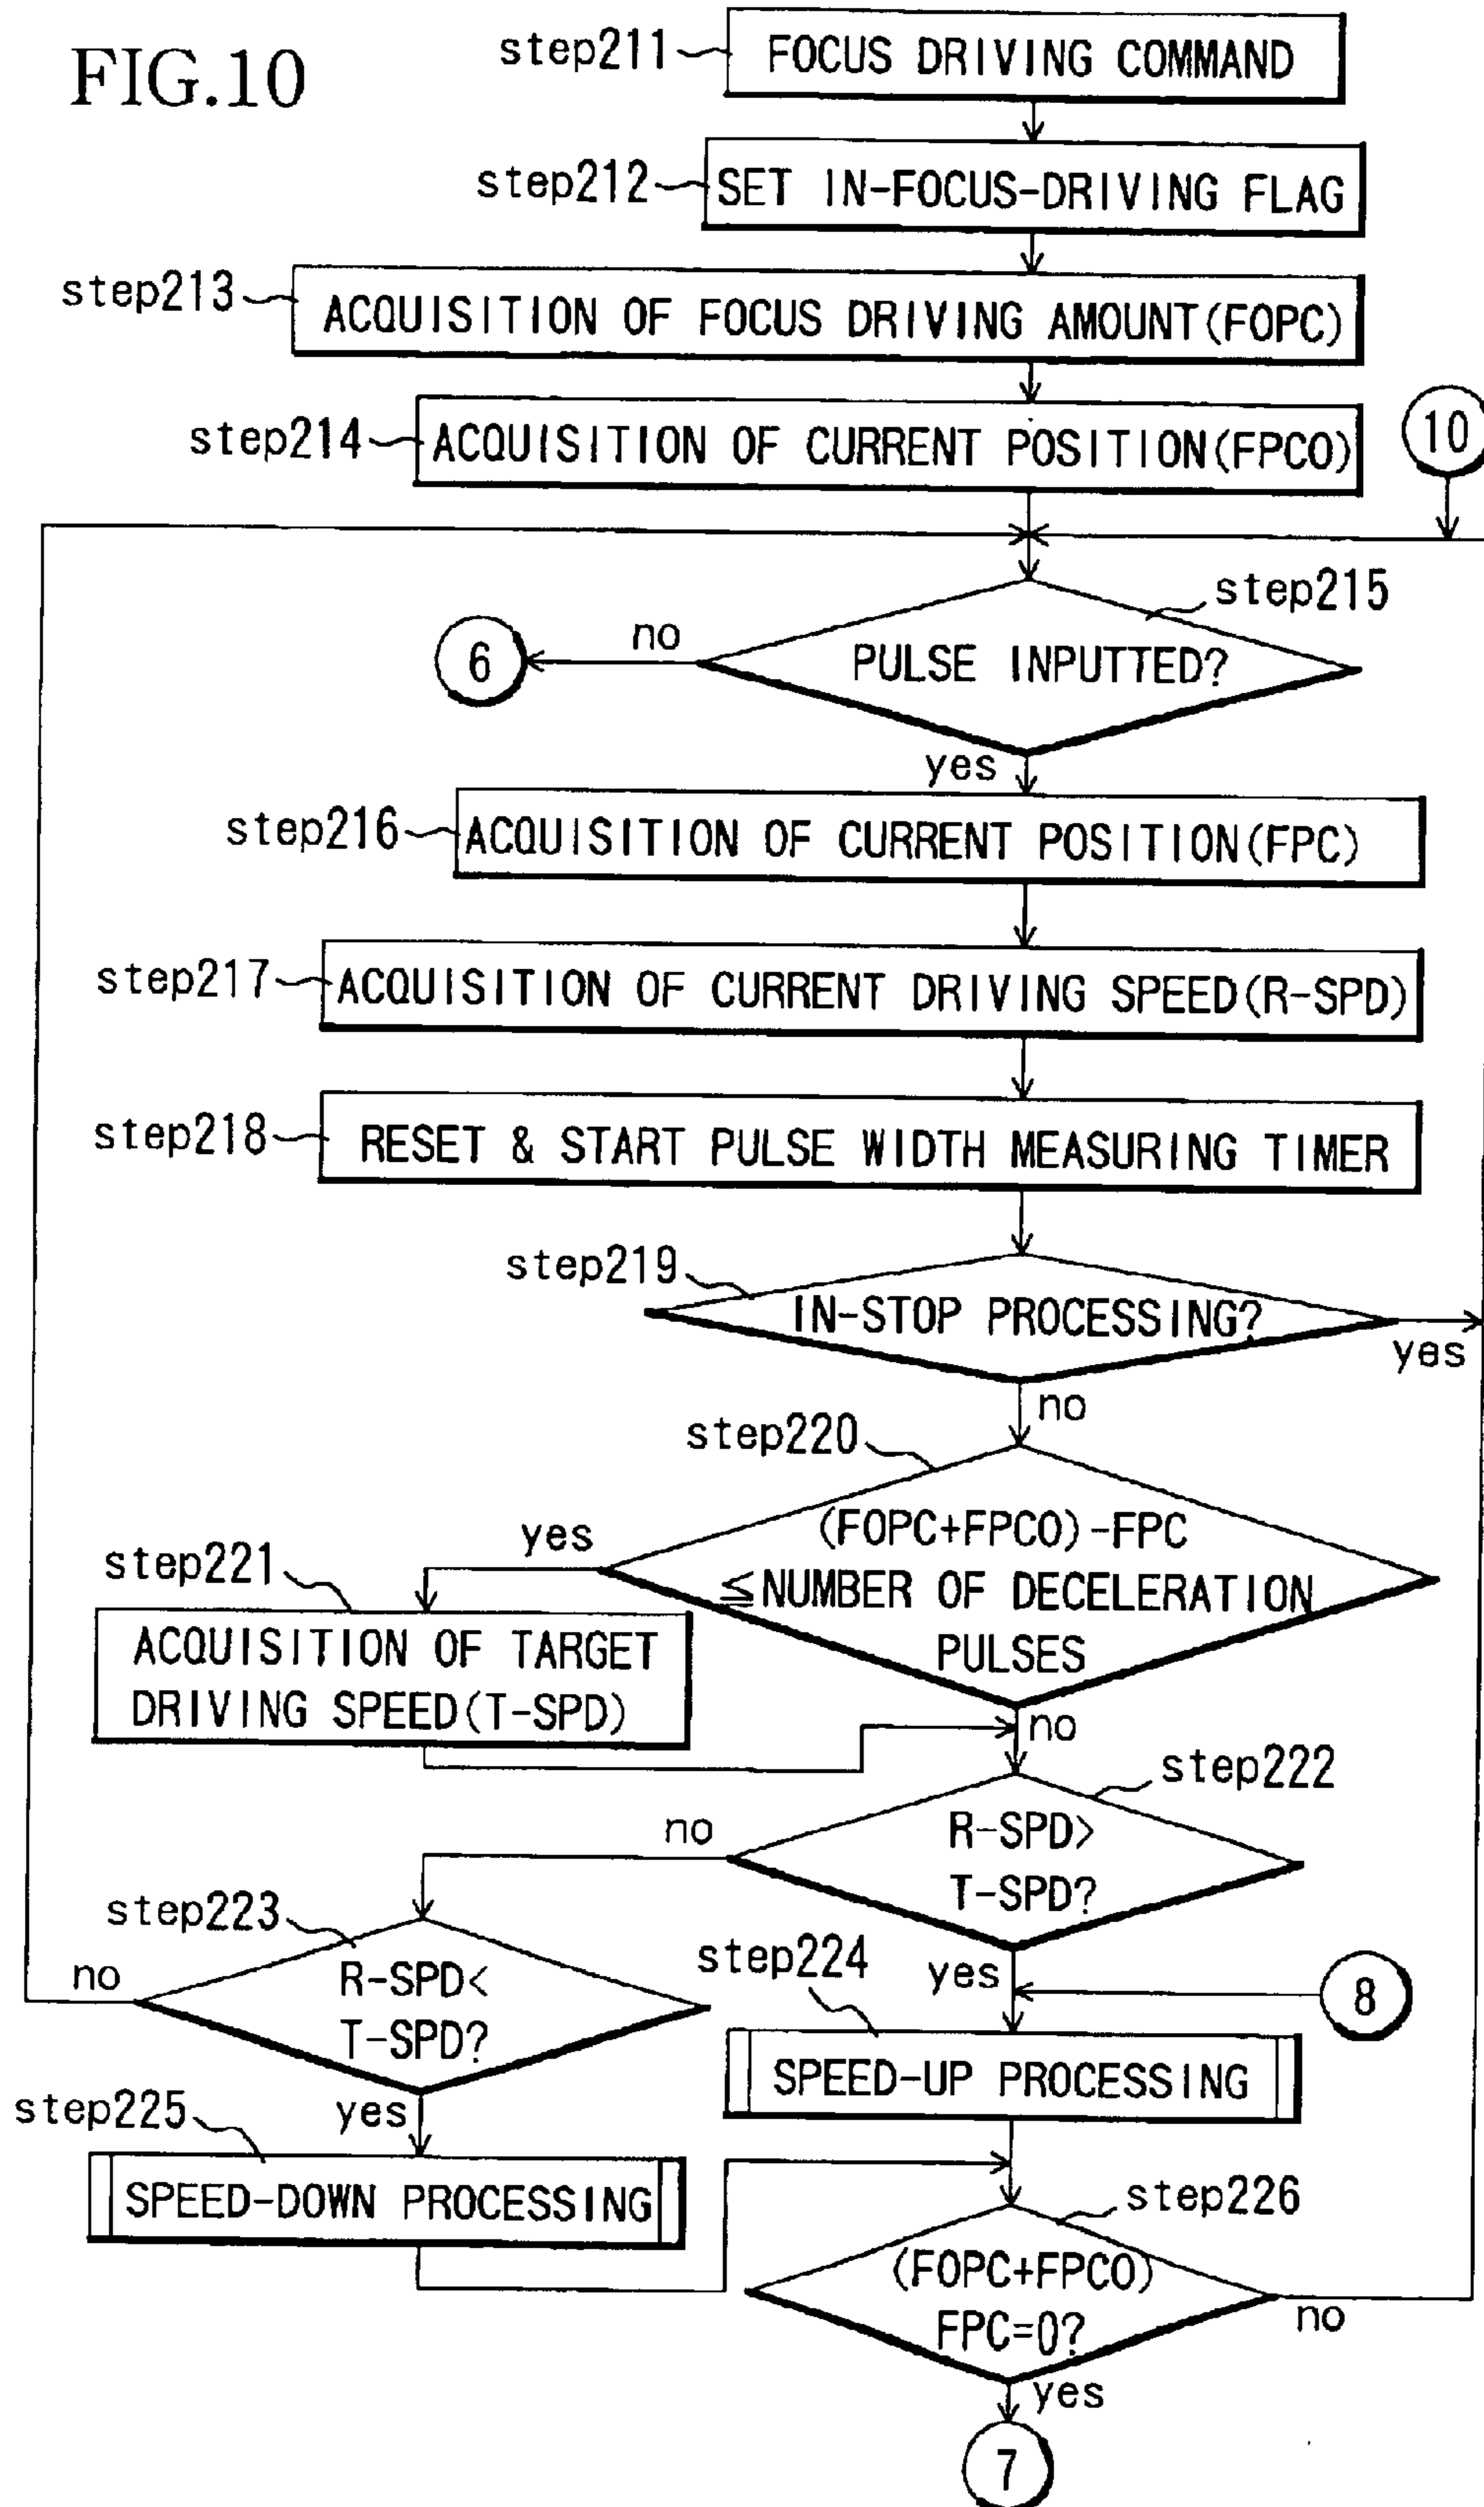 FIG.10
step211
FOCUS DRIVING COMMAND
step212
SET IN-FOCUS-DRIVING FLAG
step213
ACQUISITION OF FOCUS DRIVING AMOUNT(FOPC)
step214
ACQUISITION OF CURRENT POSITION(FPCO)
10
step215
PULSE INPUTTED?
no
6
yes
step216
ACQUISITION OF CURRENT POSITION(FPC)
step217
ACQUISITION OF CURRENT DRIVING SPEED(R-SPD)
step218
RESET & START PULSE WIDTH MEASURING TIMER
step219
IN-STOP PROCESSING?
yes
no
step220
(FOPC+FPCO)-FPC
≦NUMBER OF DECELERATION
PULSES
yes
step221
ACQUISITION OF TARGET
DRIVING SPEED(T-SPD)
no
step222
R-SPD>
T-SPD?
no
step223
R-SPD<
T-SPD?
no
yes
step224
yes
8
SPEED-UP PROCESSING
step225
SPEED-DOWN PROCESSING
step226
(FOPC+FPCO)
FPC=0?
no
yes
7